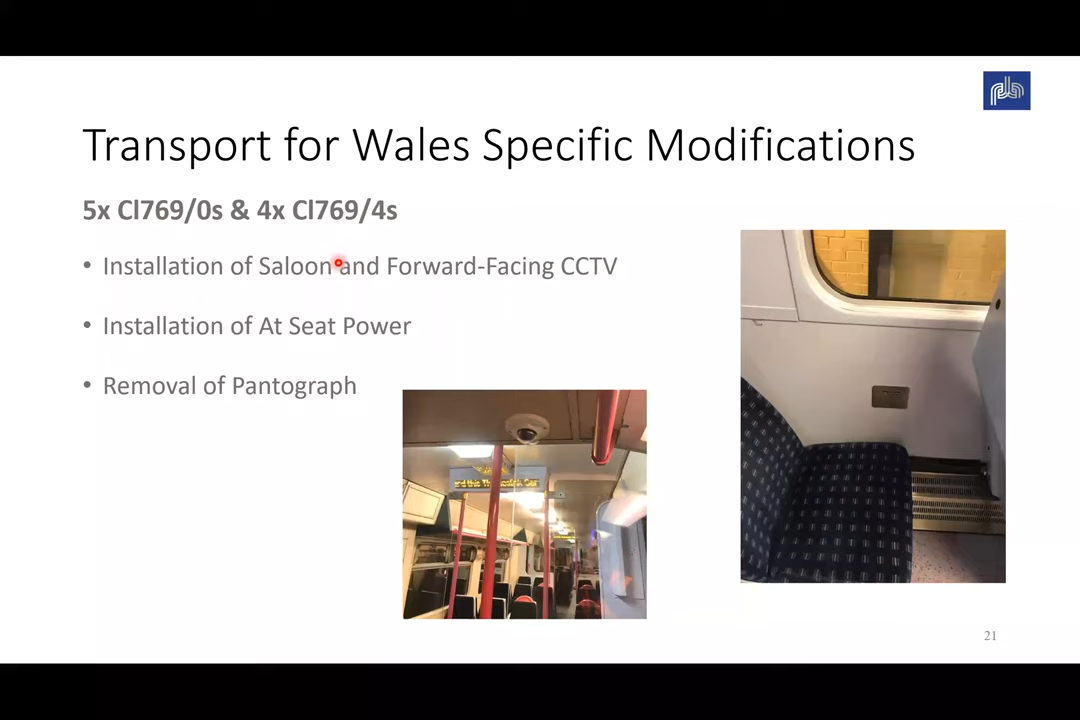 Transport for Wales Specific Modifications
5x Cl769/0s & 4x Cl769/4s
• Installation of Saloon and Forward-Facing CCTV
• Installation of At Seat Power
• Removal of Pantograph
21